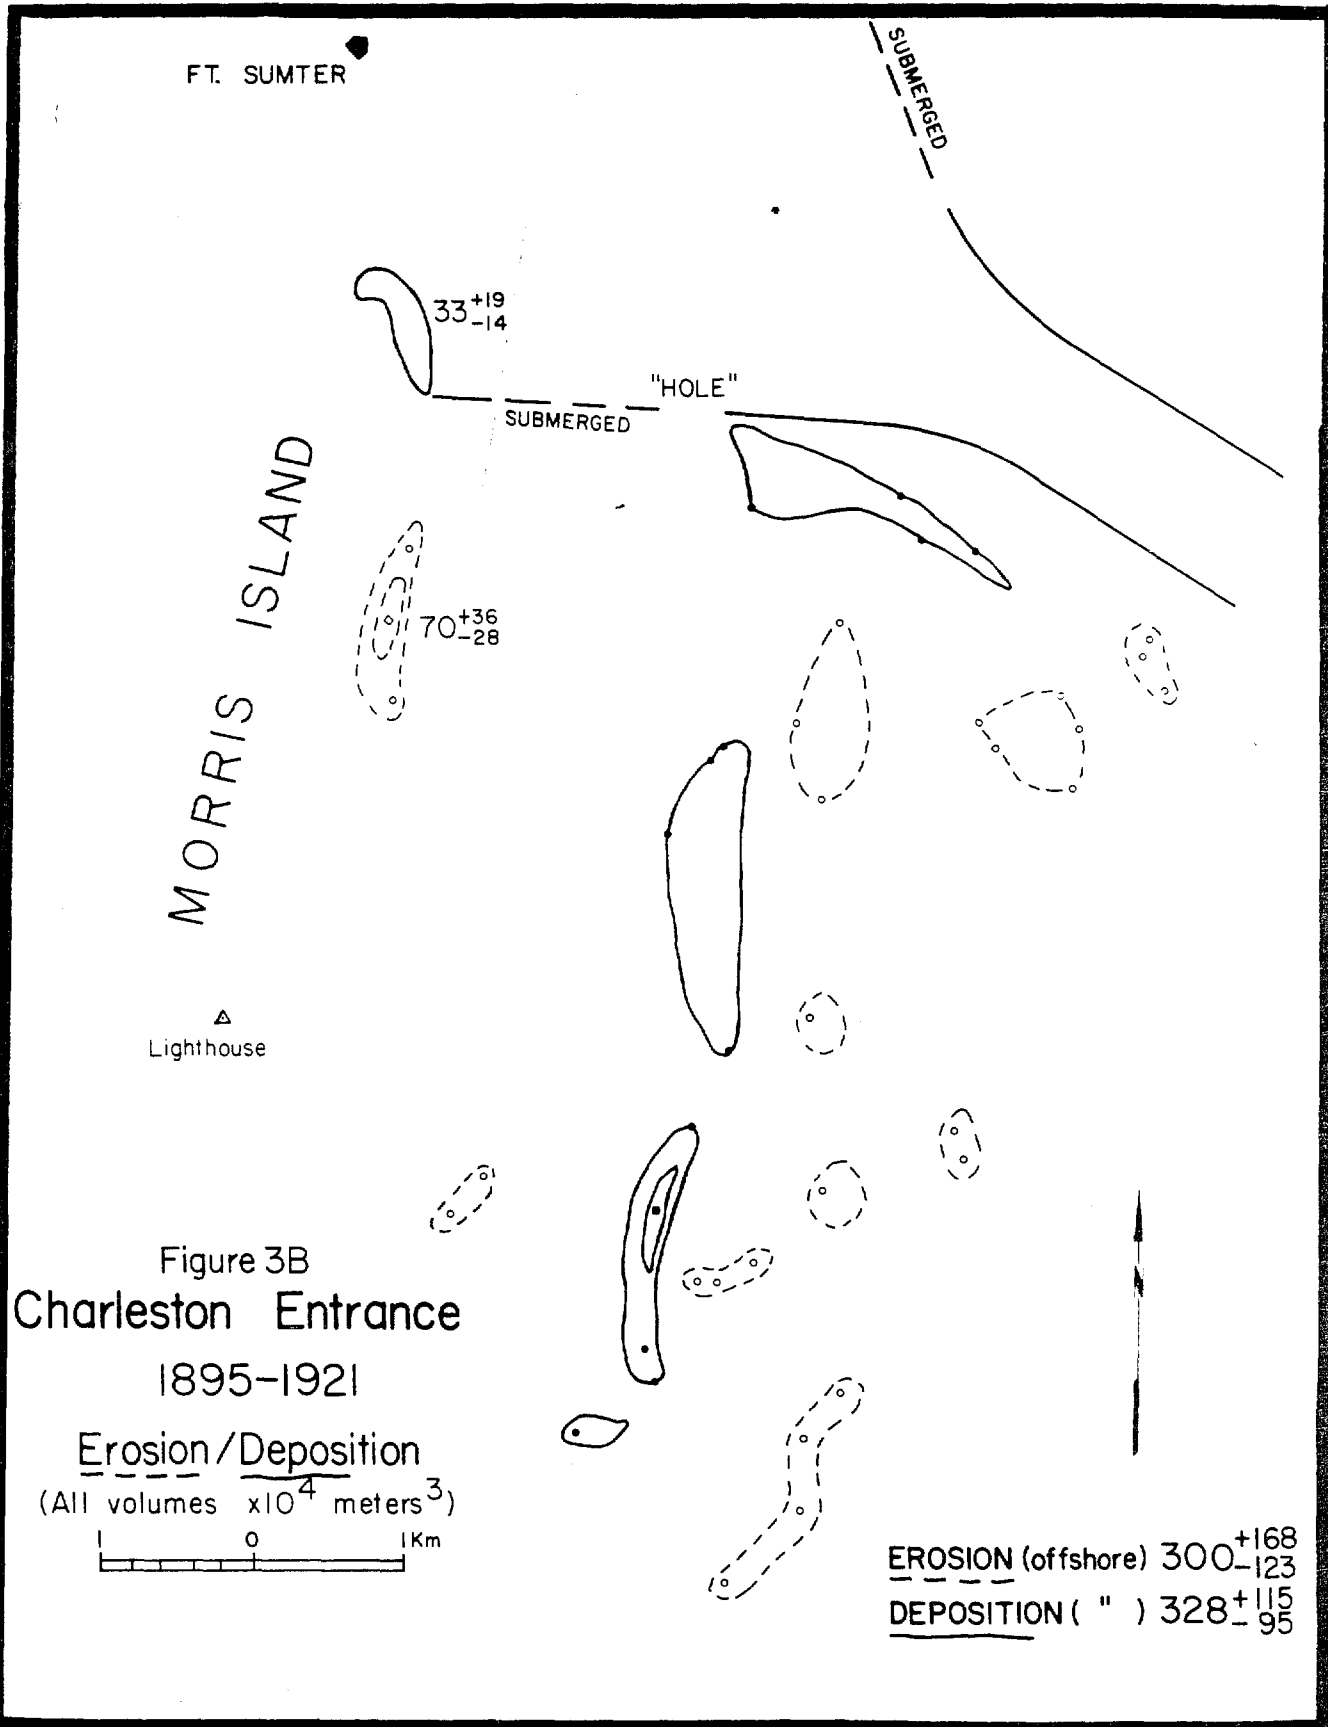 FT. SUMTER
SUBMERGED
33 +19 -14
"HOLE"
SUBMERGED
MORRIS ISLAND
70 +36 -28
Lighthouse
Figure 3B
Charleston Entrance
1895-1921
Erosion/Deposition
(All volumes x10^4 meters^3)
1 0 1 Km
N
EROSION (offshore) 300 +168 -123
DEPOSITION ( " ) 328 +115 -95